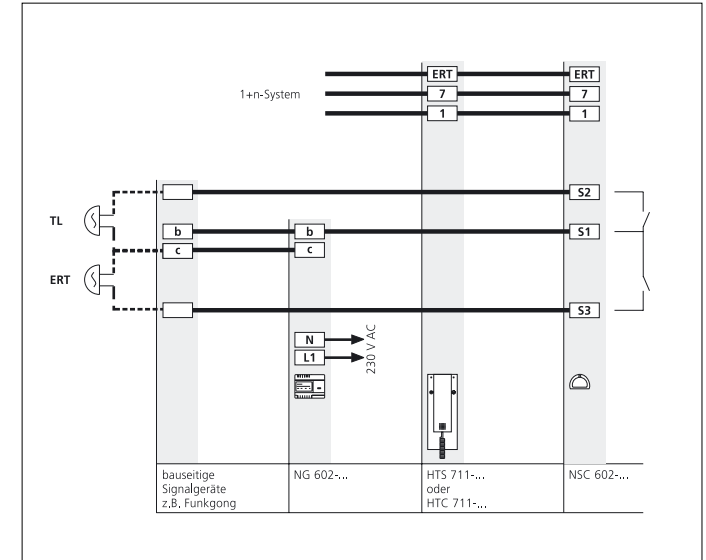 ERT ERT
1+n-System 7 7
1 1
S2
TL
b b S1
c c
ERT
S3
N
L1
230 V AC
bauseitige
Signalgeräte
z.B. Funkgong
NG 602-...
HTS 711-...
oder
HTC 711-...
NSC 602-...